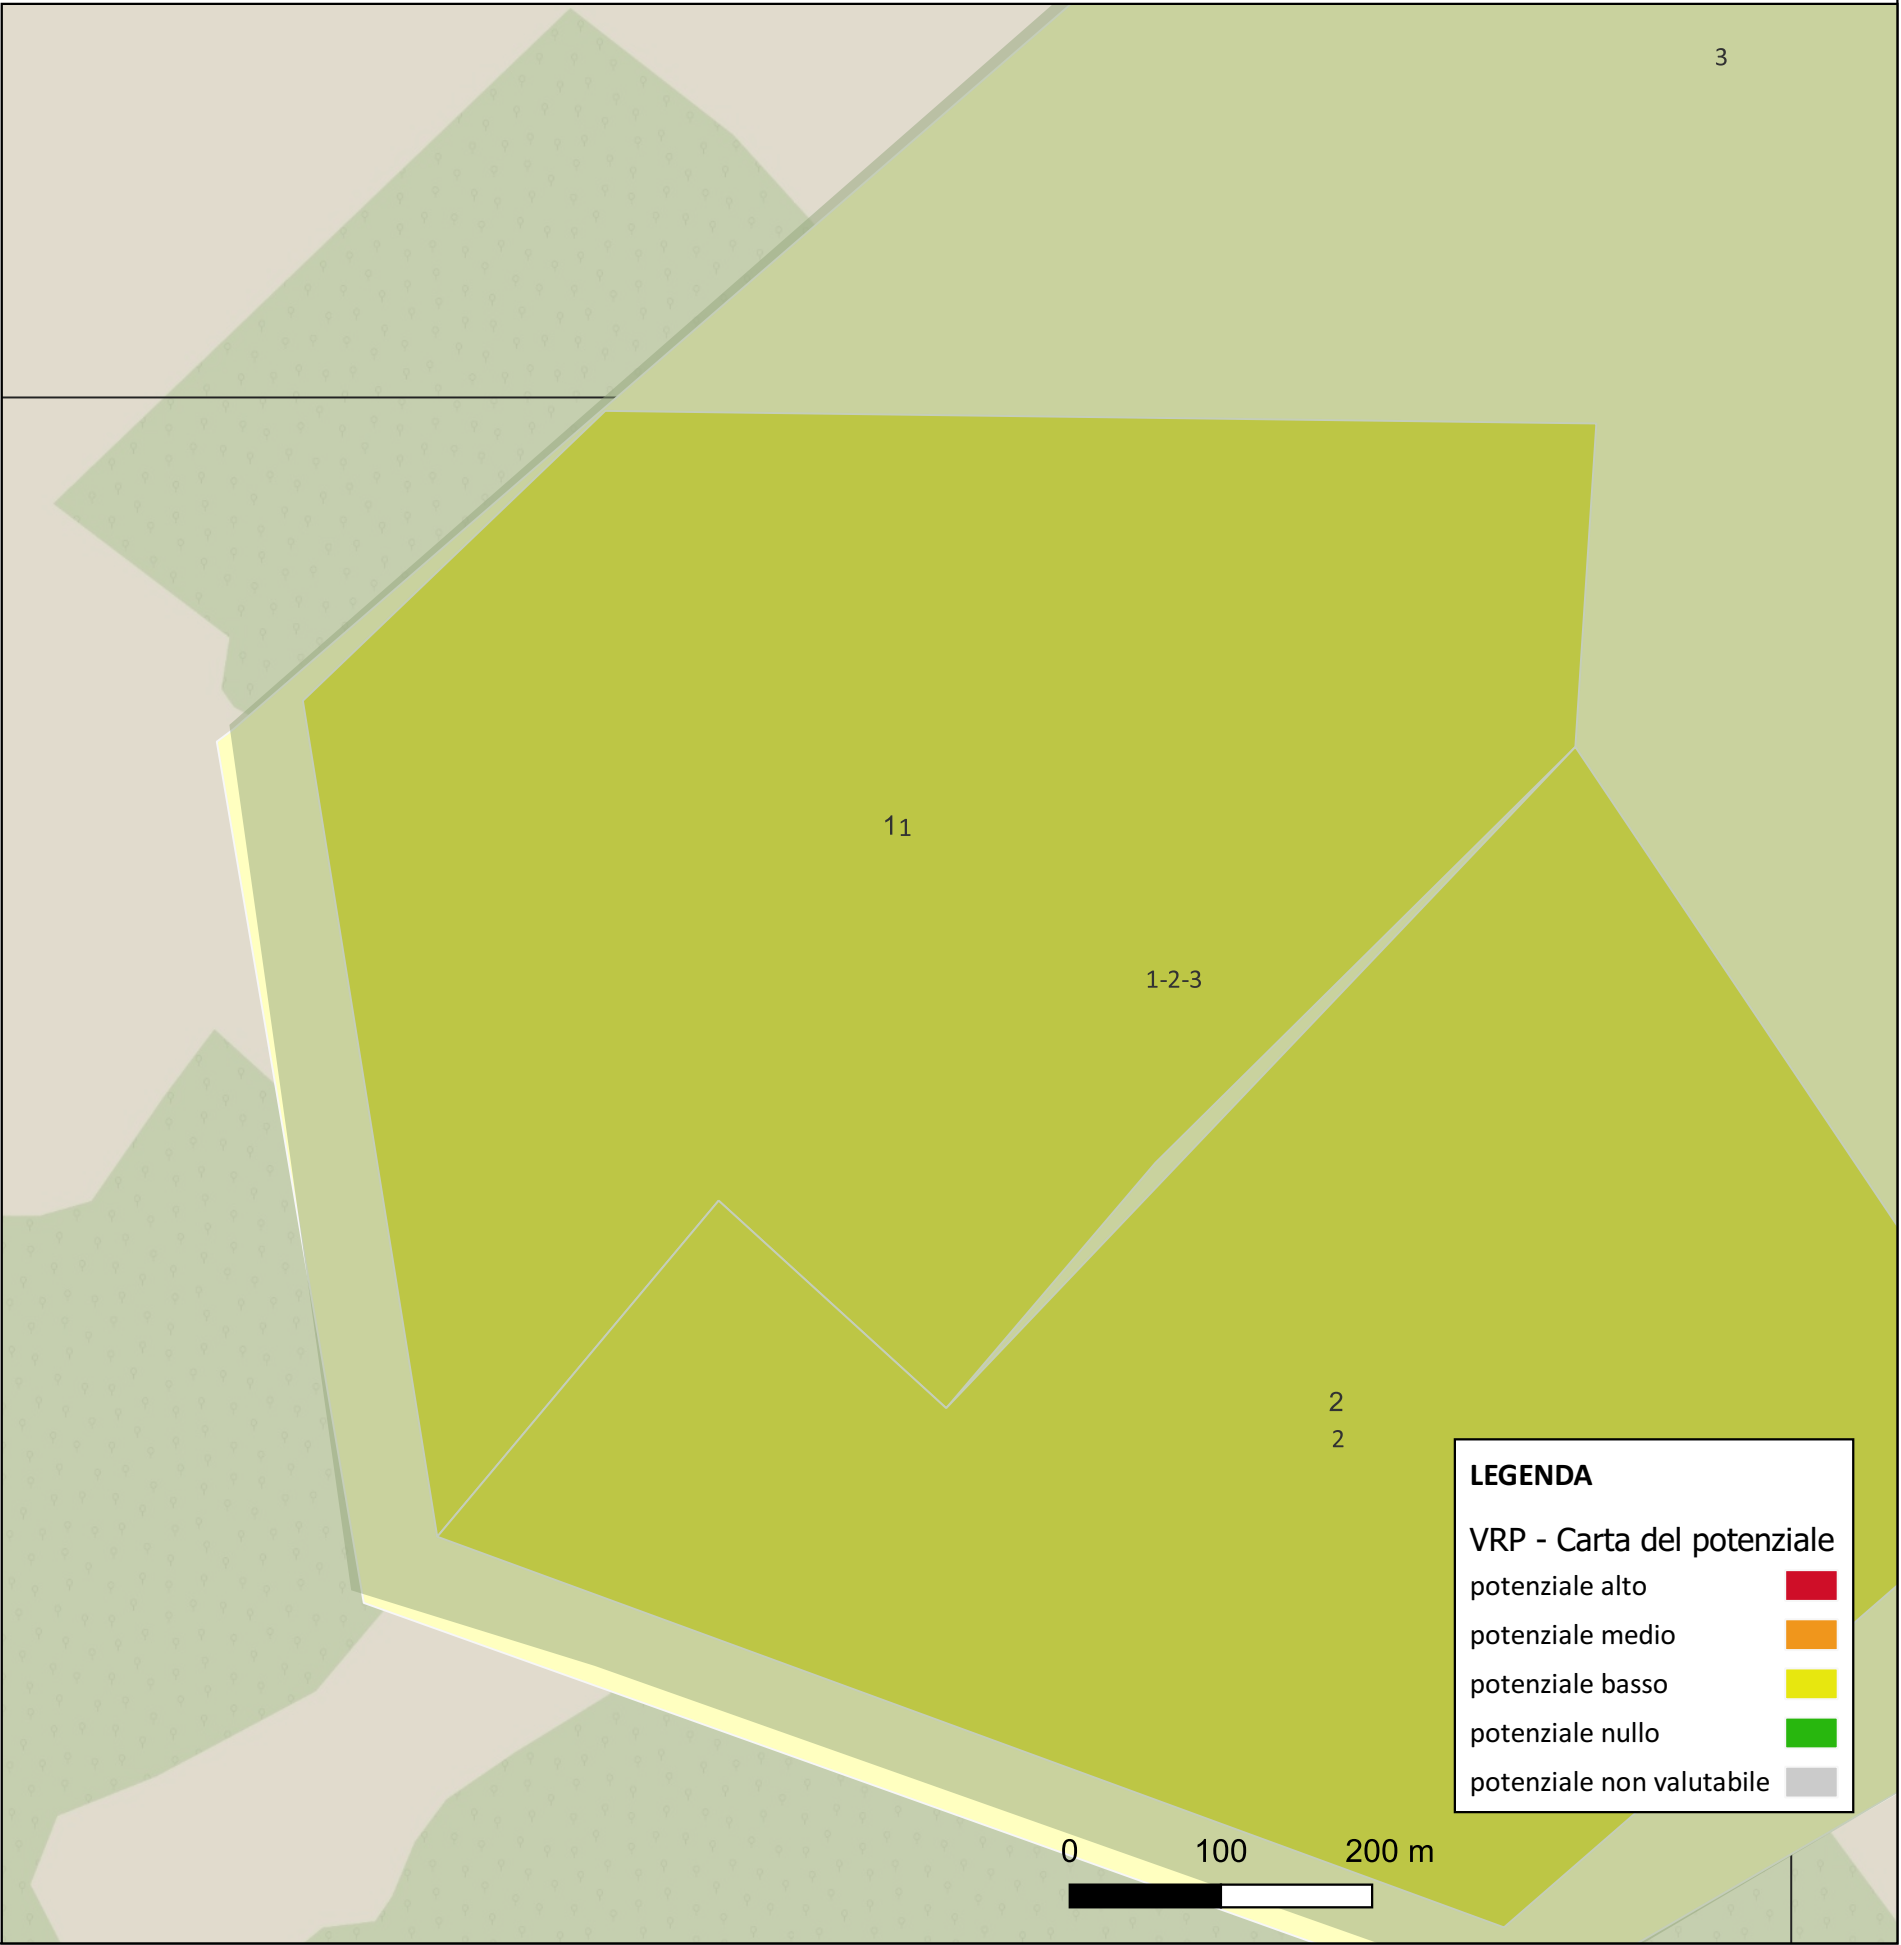 3
11
1-2-3
2
2
LEGENDA
VRP - Carta del potenziale
potenziale alto
potenziale medio
potenziale basso
potenziale nullo
potenziale non valutabile
0 100 200 m